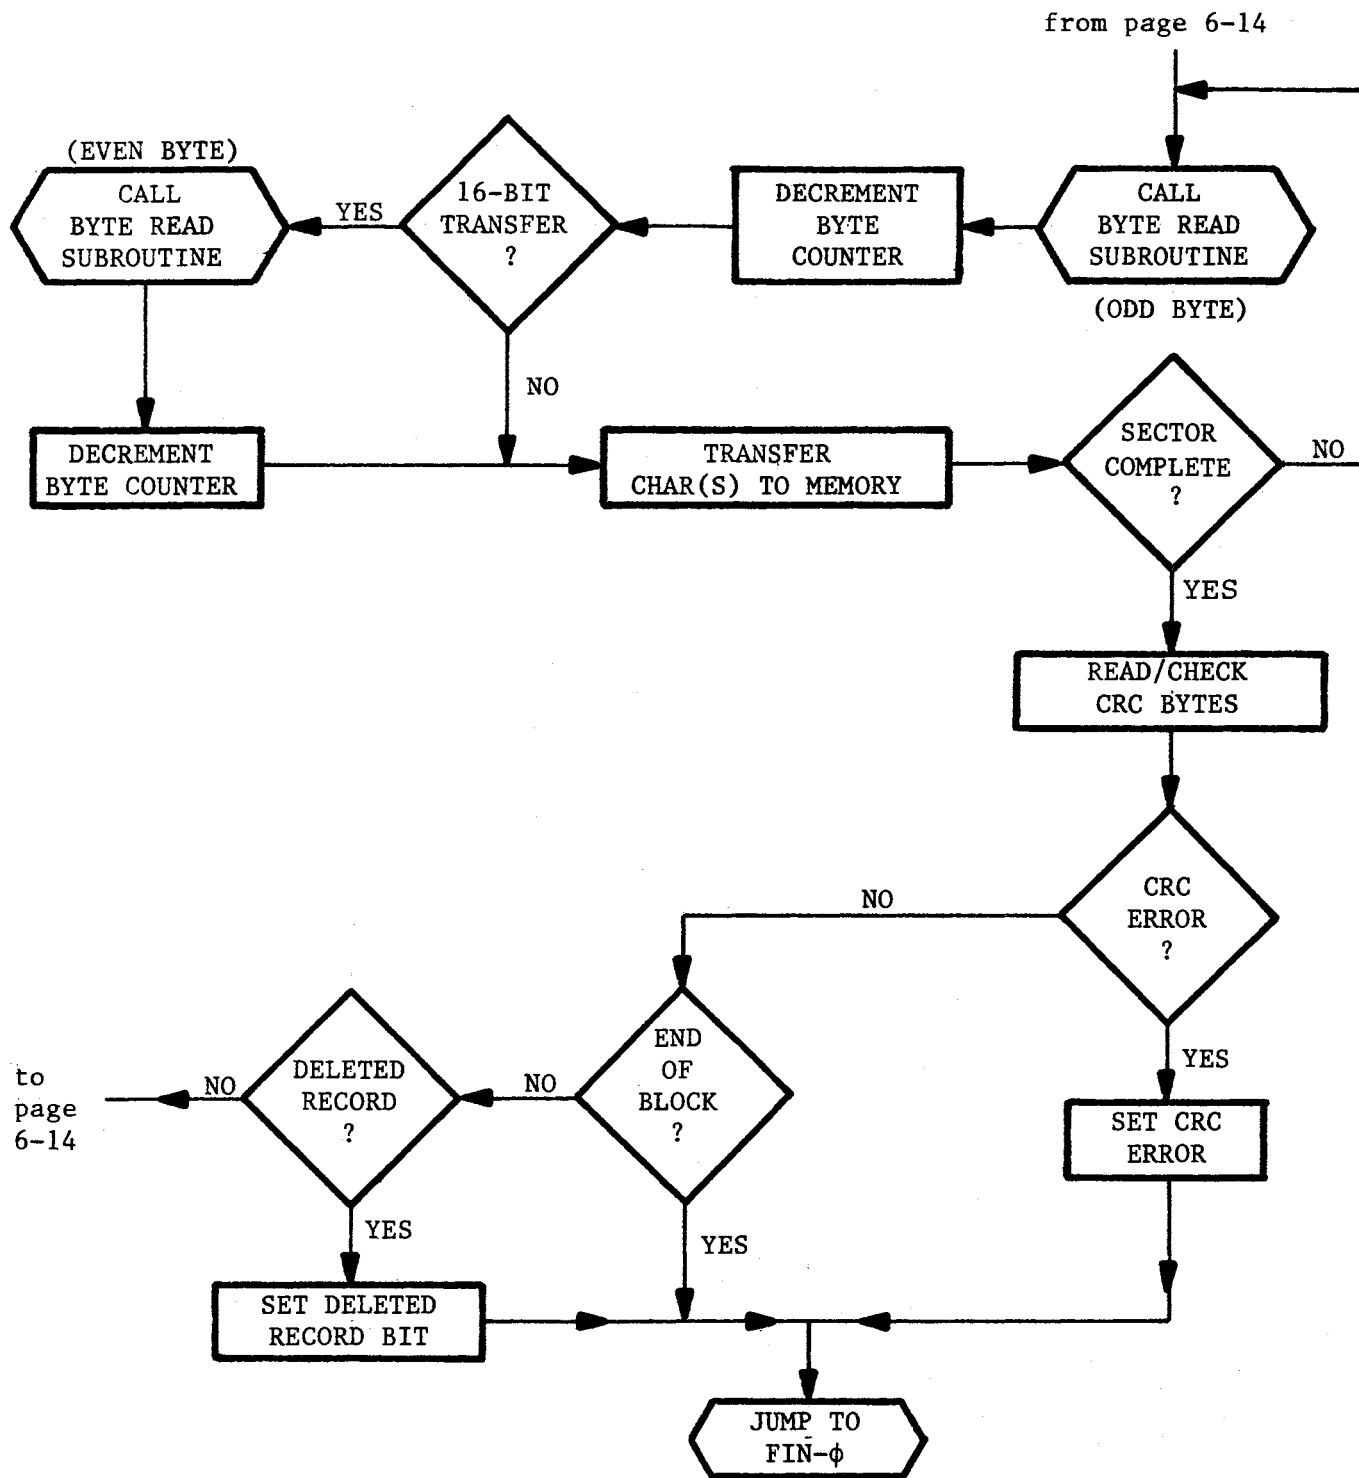 from page 6-14
(EVEN BYTE)
CALL
BYTE READ
SUBROUTINE
YES
16-BIT
TRANSFER
?
DECREMENT
BYTE
COUNTER
CALL
BYTE READ
SUBROUTINE
(ODD BYTE)
NO
DECREMENT
BYTE COUNTER
TRANSFER
CHAR(S) TO MEMORY
SECTOR
COMPLETE
?
NO
YES
READ/CHECK
CRC BYTES
CRC
ERROR
?
NO
YES
SET CRC
ERROR
END
OF
BLOCK
?
NO
YES
DELETED
RECORD
?
NO
to
page
6-14
YES
SET DELETED
RECORD BIT
JUMP TO
FIN-ϕ